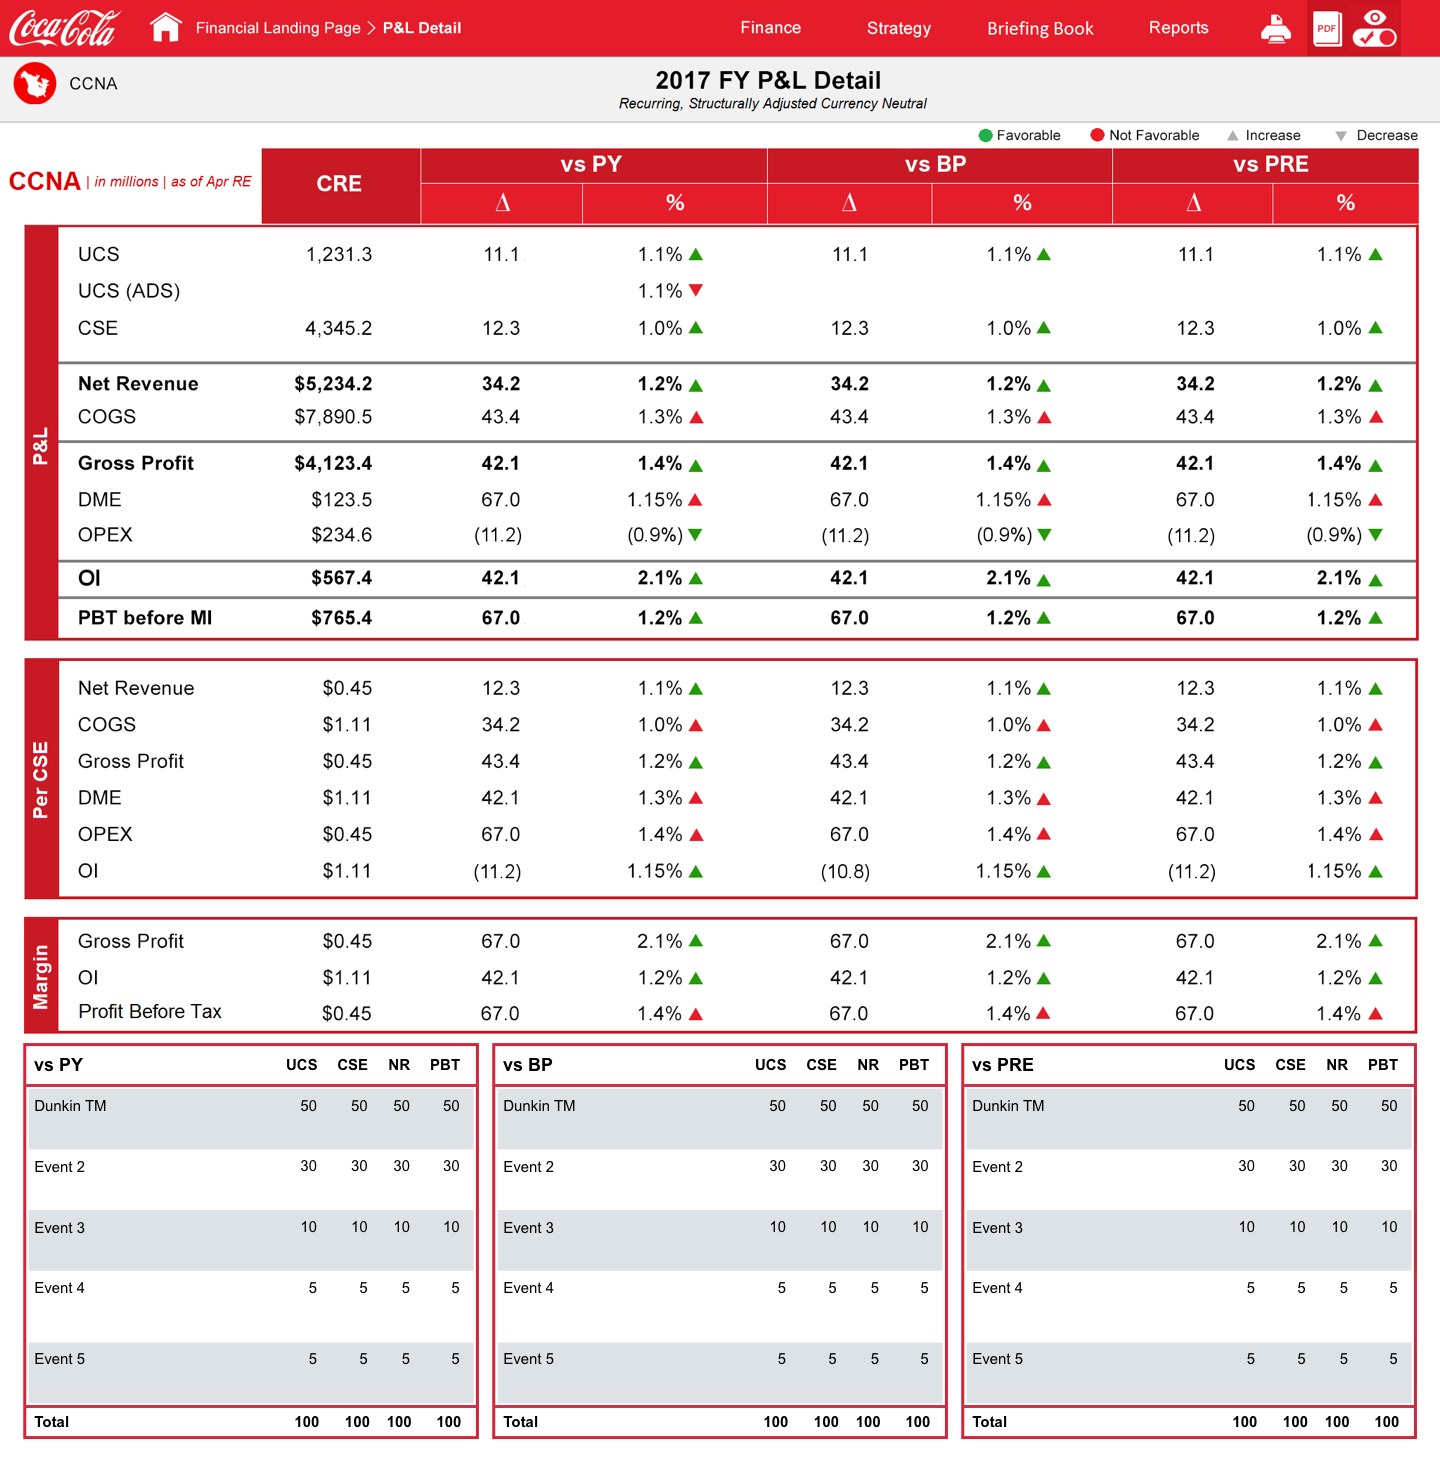 Coca-Cola Financial Landing Page > P&L Detail Finance Strategy Briefing Book Reports PDF
CCNA 2017 FY P&L Detail
Recurring, Structurally Adjusted Currency Neutral
Favorable Not Favorable Increase Decrease
CCNA | in millions | as of Apr RE CRE vs PY vs BP vs PRE
Δ % Δ % Δ %
P&L
UCS 1,231.3 11.1 1.1% 11.1 1.1% 11.1 1.1%
UCS (ADS) 1.1%
CSE 4,345.2 12.3 1.0% 12.3 1.0% 12.3 1.0%
Net Revenue $5,234.2 34.2 1.2% 34.2 1.2% 34.2 1.2%
COGS $7,890.5 43.4 1.3% 43.4 1.3% 43.4 1.3%
Gross Profit $4,123.4 42.1 1.4% 42.1 1.4% 42.1 1.4%
DME $123.5 67.0 1.15% 67.0 1.15% 67.0 1.15%
OPEX $234.6 (11.2) (0.9%) (11.2) (0.9%) (11.2) (0.9%)
OI $567.4 42.1 2.1% 42.1 2.1% 42.1 2.1%
PBT before MI $765.4 67.0 1.2% 67.0 1.2% 67.0 1.2%
Per CSE
Net Revenue $0.45 12.3 1.1% 12.3 1.1% 12.3 1.1%
COGS $1.11 34.2 1.0% 34.2 1.0% 34.2 1.0%
Gross Profit $0.45 43.4 1.2% 43.4 1.2% 43.4 1.2%
DME $1.11 42.1 1.3% 42.1 1.3% 42.1 1.3%
OPEX $0.45 67.0 1.4% 67.0 1.4% 67.0 1.4%
OI $1.11 (11.2) 1.15% (10.8) 1.15% (11.2) 1.15%
Margin
Gross Profit $0.45 67.0 2.1% 67.0 2.1% 67.0 2.1%
OI $1.11 42.1 1.2% 42.1 1.2% 42.1 1.2%
Profit Before Tax $0.45 67.0 1.4% 67.0 1.4% 67.0 1.4%
vs PY UCS CSE NR PBT
Dunkin TM 50 50 50 50
Event 2 30 30 30 30
Event 3 10 10 10 10
Event 4 5 5 5 5
Event 5 5 5 5 5
Total 100 100 100 100
vs BP UCS CSE NR PBT
Dunkin TM 50 50 50 50
Event 2 30 30 30 30
Event 3 10 10 10 10
Event 4 5 5 5 5
Event 5 5 5 5 5
Total 100 100 100 100
vs PRE UCS CSE NR PBT
Dunkin TM 50 50 50 50
Event 2 30 30 30 30
Event 3 10 10 10 10
Event 4 5 5 5 5
Event 5 5 5 5 5
Total 100 100 100 100